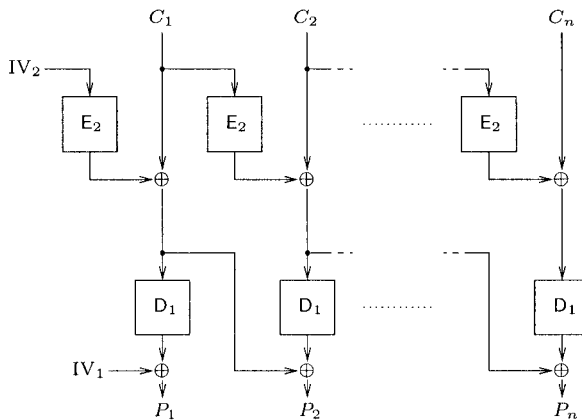 C₁ C₂ Cₙ
IV₂
E₂ E₂ E₂
D₁ D₁ D₁
IV₁
P₁ P₂ Pₙ